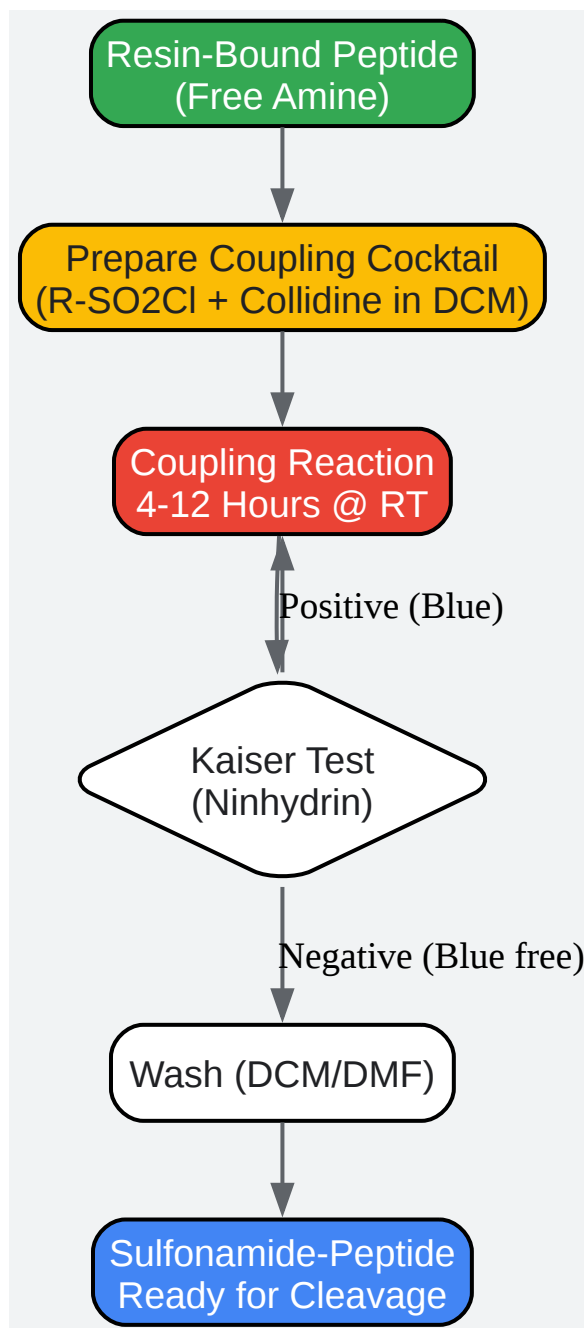 Resin-Bound Peptide
(Free Amine)
Prepare Coupling Cocktail
(R-SO2Cl + Collidine in DCM)
Coupling Reaction
4-12 Hours @ RT
Positive (Blue)
Kaiser Test
(Ninhydrin)
Negative (Blue free)
Wash (DCM/DMF)
Sulfonamide-Peptide
Ready for Cleavage